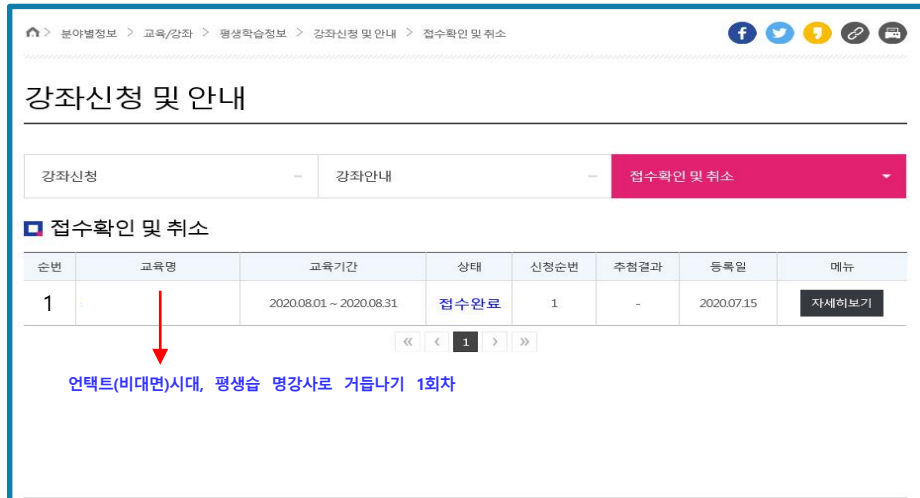 분야별정보 > 교육/강좌 > 평생학습정보 > 강좌신청 및 안내 > 접수확인 및 취소
강좌신청 및 안내
강좌신청 강좌안내 접수확인 및 취소
접수확인 및 취소
순번 교육명 교육기간 상태 신청순번 추첨결과 등록일 메뉴
1 2020.08.01 ~ 2020.08.31 접수완료 1 - 2020.07.15 자세히보기
« < 1 > »
언택트(비대면)시대, 평생습 명강사로 거듭나기 1회차